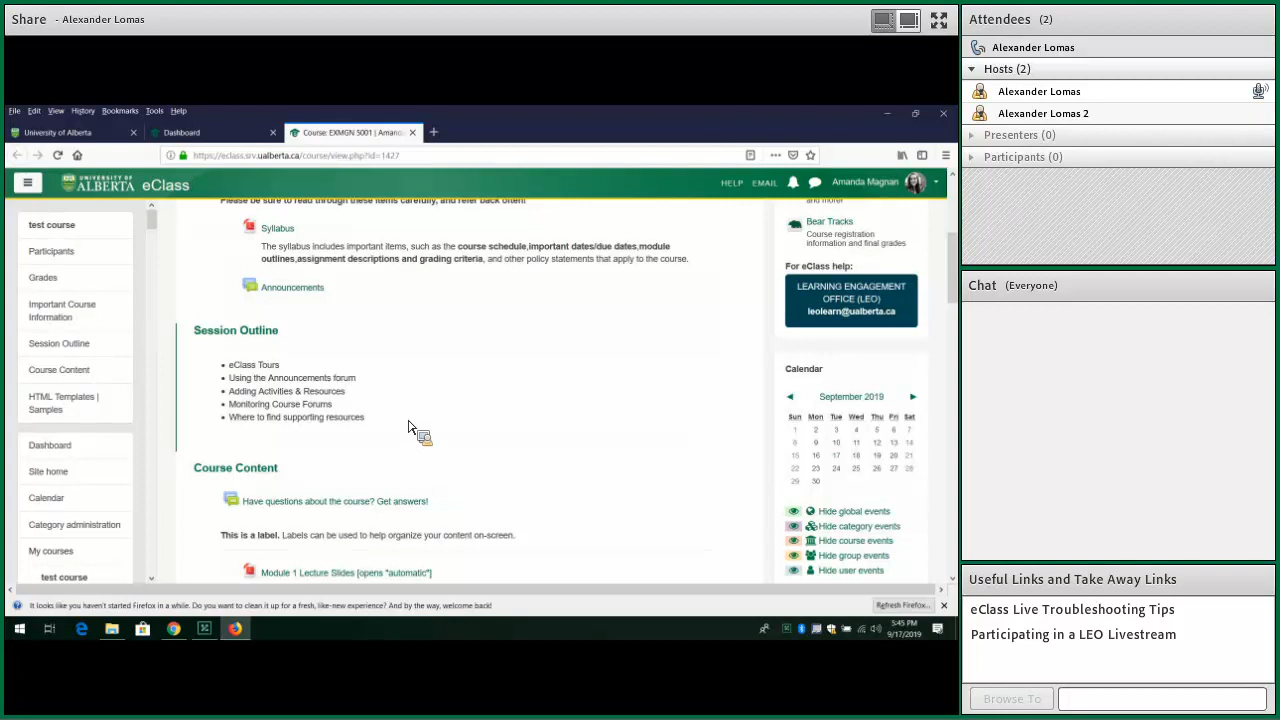 Share - Alexander Lomas
File Edit View History Bookmarks Tools Help
University of Alberta
Dashboard
Course: EXMGN 5001 | Amand
https://eclass.srv.ualberta.ca/course/view.php?id=1427
UNIVERSITY OF ALBERTA eClass
HELP EMAIL Amanda Magnan
test course
Participants
Grades
Important Course
Information
Session Outline
Course Content
HTML Templates |
Samples
Dashboard
Site home
Calendar
Category administration
My courses
test course
Please be sure to read through these items carefully, and refer back often!
Syllabus
The syllabus includes important items, such as the course schedule,important dates/due dates,module
outlines,assignment descriptions and grading criteria, and other policy statements that apply to the course.
Announcements
Session Outline
eClass Tours
Using the Announcements forum
Adding Activities & Resources
Monitoring Course Forums
Where to find supporting resources
Course Content
Have questions about the course? Get answers!
This is a label. Labels can be used to help organize your content on-screen.
Module 1 Lecture Slides [opens "automatic"]
and more!
Bear Tracks
Course registration
information and final grades
For eClass help:
LEARNING ENGAGEMENT
OFFICE (LEO)
leolearn@ualberta.ca
Calendar
◀ September 2019 ▶
Sun Mon Tue Wed Thu Fri Sat
1 2 3 4 5 6 7
8 9 10 11 12 13 14
15 16 17 18 19 20 21
22 23 24 25 26 27 28
29 30
Hide global events
Hide category events
Hide course events
Hide group events
Hide user events
It looks like you haven't started Firefox in a while. Do you want to clean it up for a fresh, like-new experience? And by the way, welcome back!
Refresh Firefox...
5:45 PM
9/17/2019
Attendees (2)
Alexander Lomas
Hosts (2)
Alexander Lomas
Alexander Lomas 2
Presenters (0)
Participants (0)
Chat (Everyone)
Useful Links and Take Away Links
eClass Live Troubleshooting Tips
Participating in a LEO Livestream
Browse To